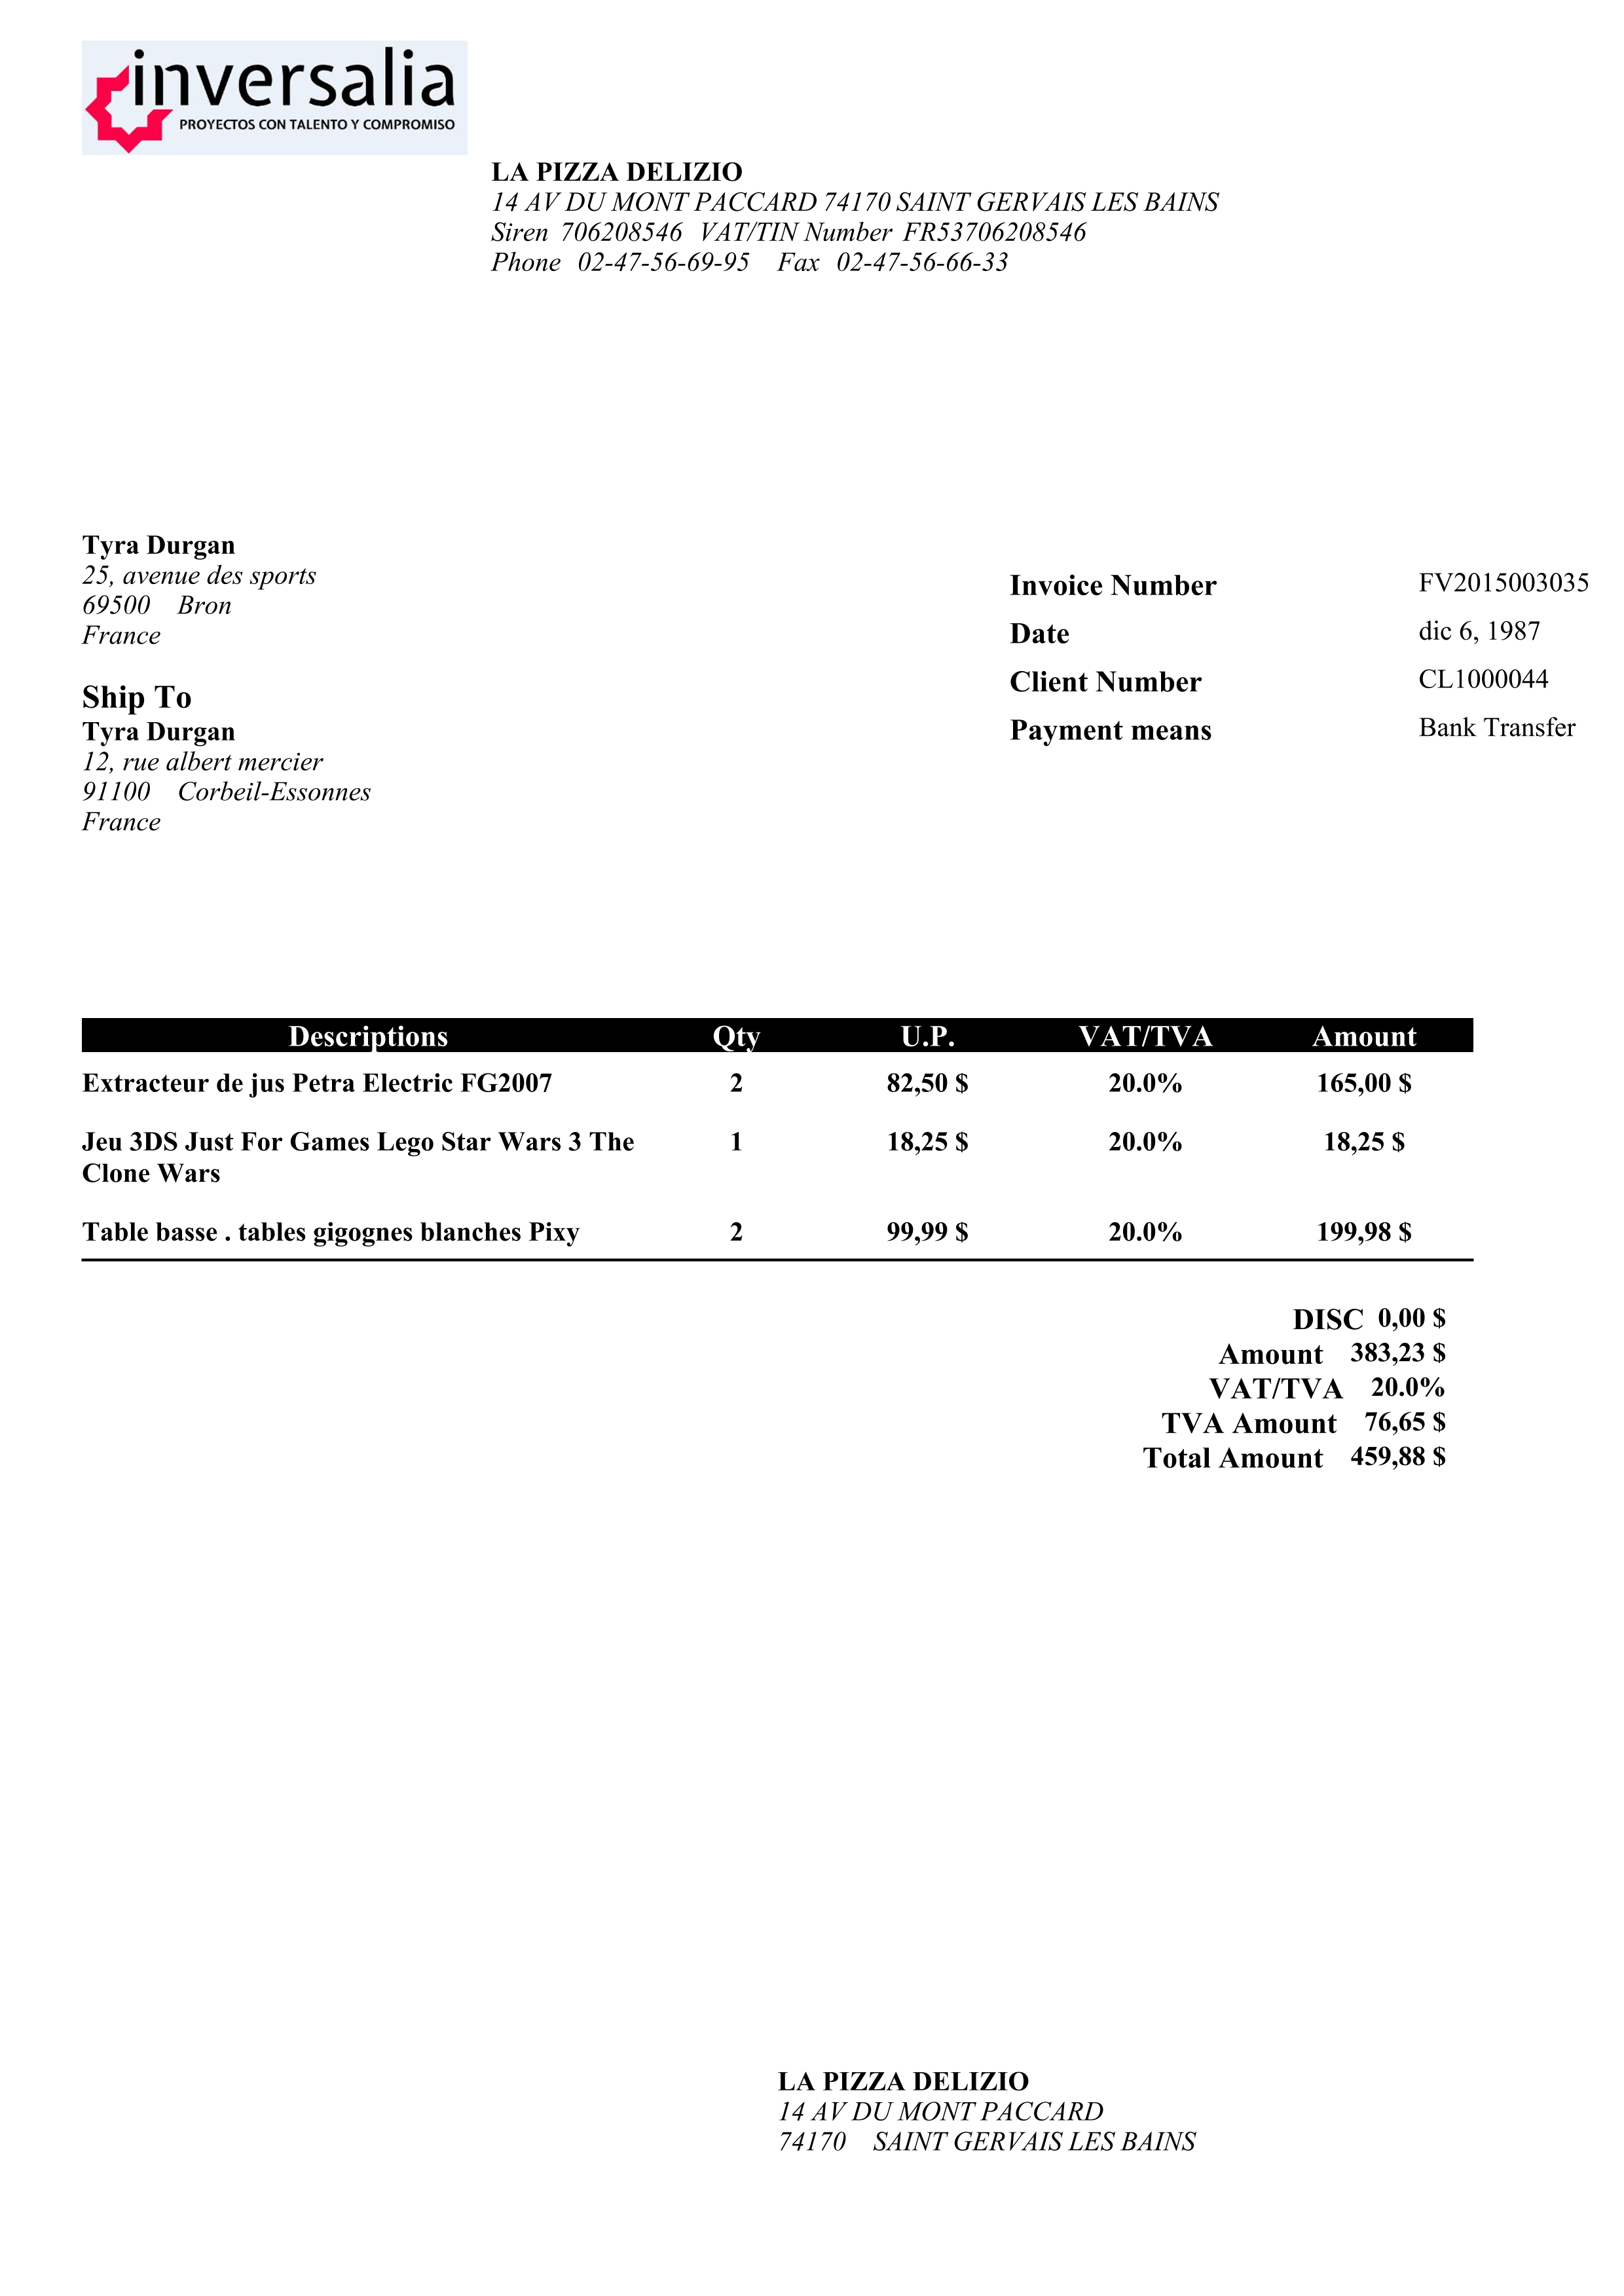 inversalia
PROYECTOS CON TALENTO Y COMPROMISO
LA PIZZA DELIZIO
14 AV DU MONT PACCARD 74170 SAINT GERVAIS LES BAINS
Siren 706208546 VAT/TIN Number FR53706208546
Phone 02-47-56-69-95 Fax 02-47-56-66-33
Tyra Durgan
25, avenue des sports
69500 Bron
France
Ship To
Tyra Durgan
12, rue albert mercier
91100 Corbeil-Essonnes
France
Invoice Number FV2015003035
Date dic 6, 1987
Client Number CL1000044
Payment means Bank Transfer
Descriptions Qty U.P. VAT/TVA Amount
Extracteur de jus Petra Electric FG2007 2 82,50 $ 20.0% 165,00 $
Jeu 3DS Just For Games Lego Star Wars 3 The 1 18,25 $ 20.0% 18,25 $
Clone Wars
Table basse . tables gigognes blanches Pixy 2 99,99 $ 20.0% 199,98 $
DISC 0,00 $
Amount 383,23 $
VAT/TVA 20.0%
TVA Amount 76,65 $
Total Amount 459,88 $
LA PIZZA DELIZIO
14 AV DU MONT PACCARD
74170 SAINT GERVAIS LES BAINS